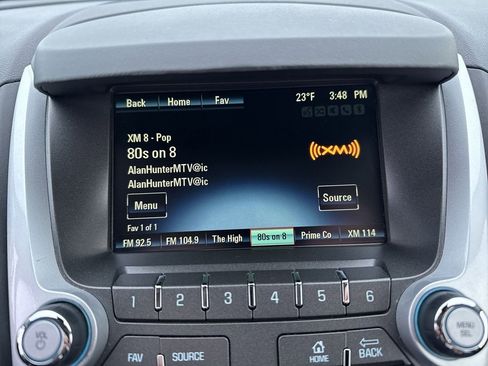 Back Home Fav 23°F 3:48 PM
XM 8 - Pop
80s on 8
((XM))
AlanHunterMTV@ic
AlanHunterMTV@ic
Menu Source
Fav 1 of 1
FM 92.5 FM 104.9 The High 80s on 8 Prime Co XM 114
1 2 3 4 5 6
VOL MENU SEL
FAV SOURCE HOME BACK